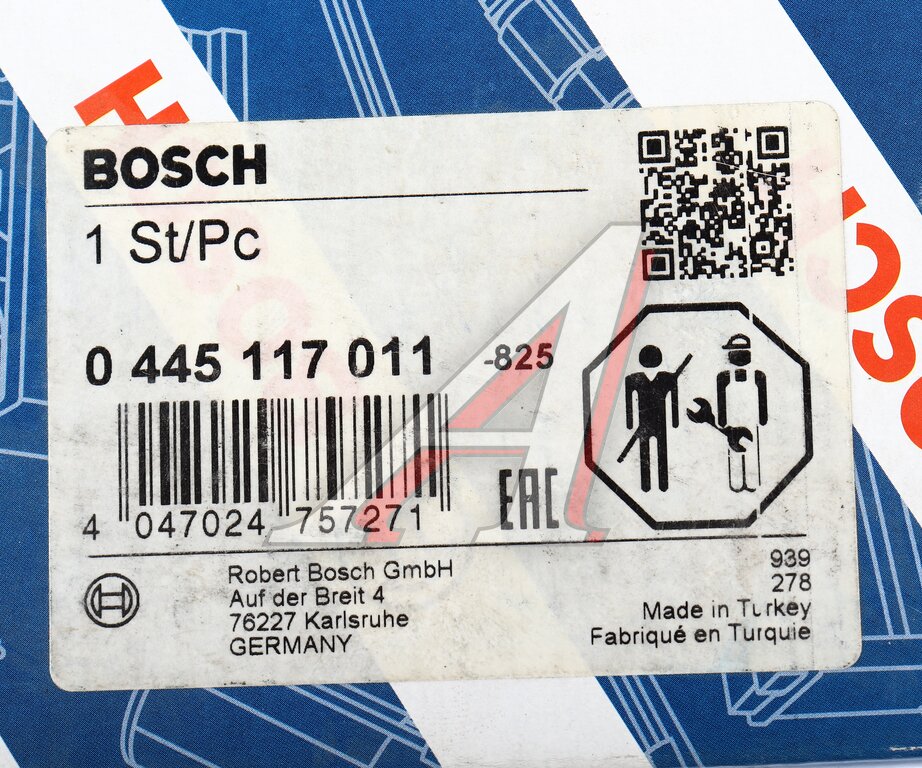 BOSCH
1 St/Pc
0 445 117 011 -825
4 047024 757271
EAC
Robert Bosch GmbH
Auf der Breit 4
76227 Karlsruhe
GERMANY
939
278
Made in Turkey
Fabriqué en Turquie